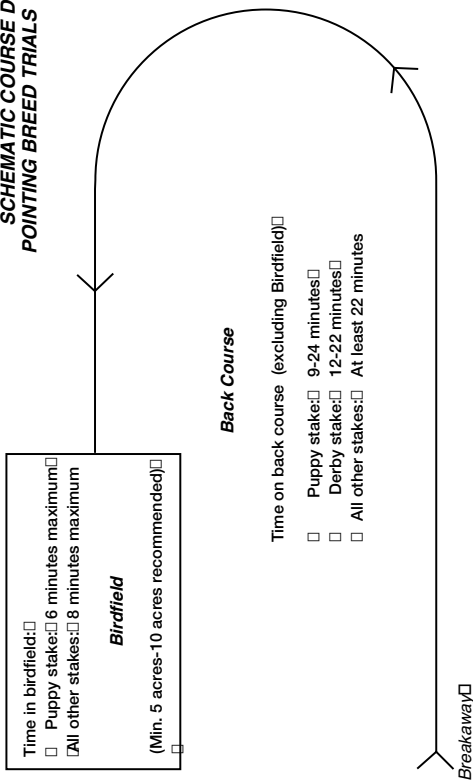 SCHEMATIC COURSE D
POINTING BREED TRIALS
Time in birdfield:
Puppy stake: 6 minutes maximum
All other stakes: 8 minutes maximum
Birdfield
(Min. 5 acres-10 acres recommended)
Back Course
Time on back course (excluding Birdfield)
Puppy stake: 9-24 minutes
Derby stake: 12-22 minutes
All other stakes: At least 22 minutes
Breakaway